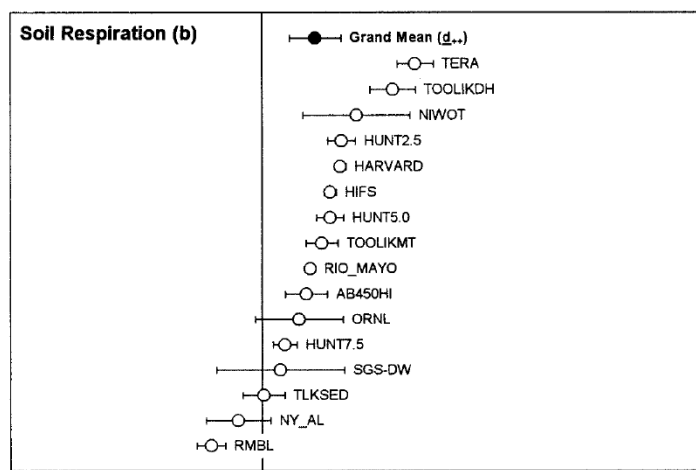 Soil Respiration (b)
Grand Mean (d++)
TERA
TOOLIKDH
NIWOT
HUNT2.5
HARVARD
HIFS
HUNT5.0
TOOLIKMT
RIO_MAYO
AB450HI
ORNL
HUNT7.5
SGS-DW
TLKSED
NY_AL
RMBL